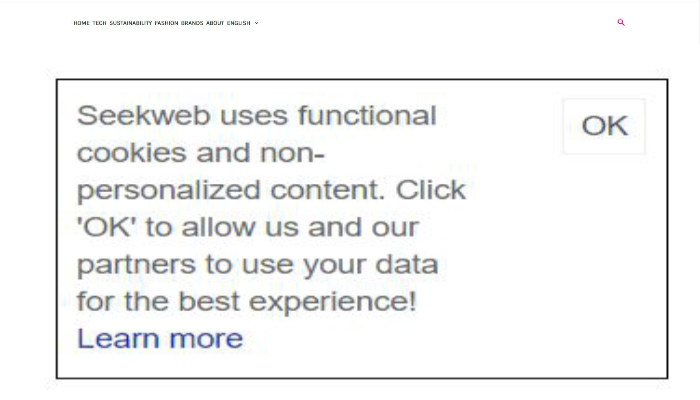 HOME TECH SUSTAINABILITY FASHION BRANDS ABOUT ENGLISH
Seekweb uses functional
cookies and non-
personalized content. Click
'OK' to allow us and our
partners to use your data
for the best experience!
Learn more
OK